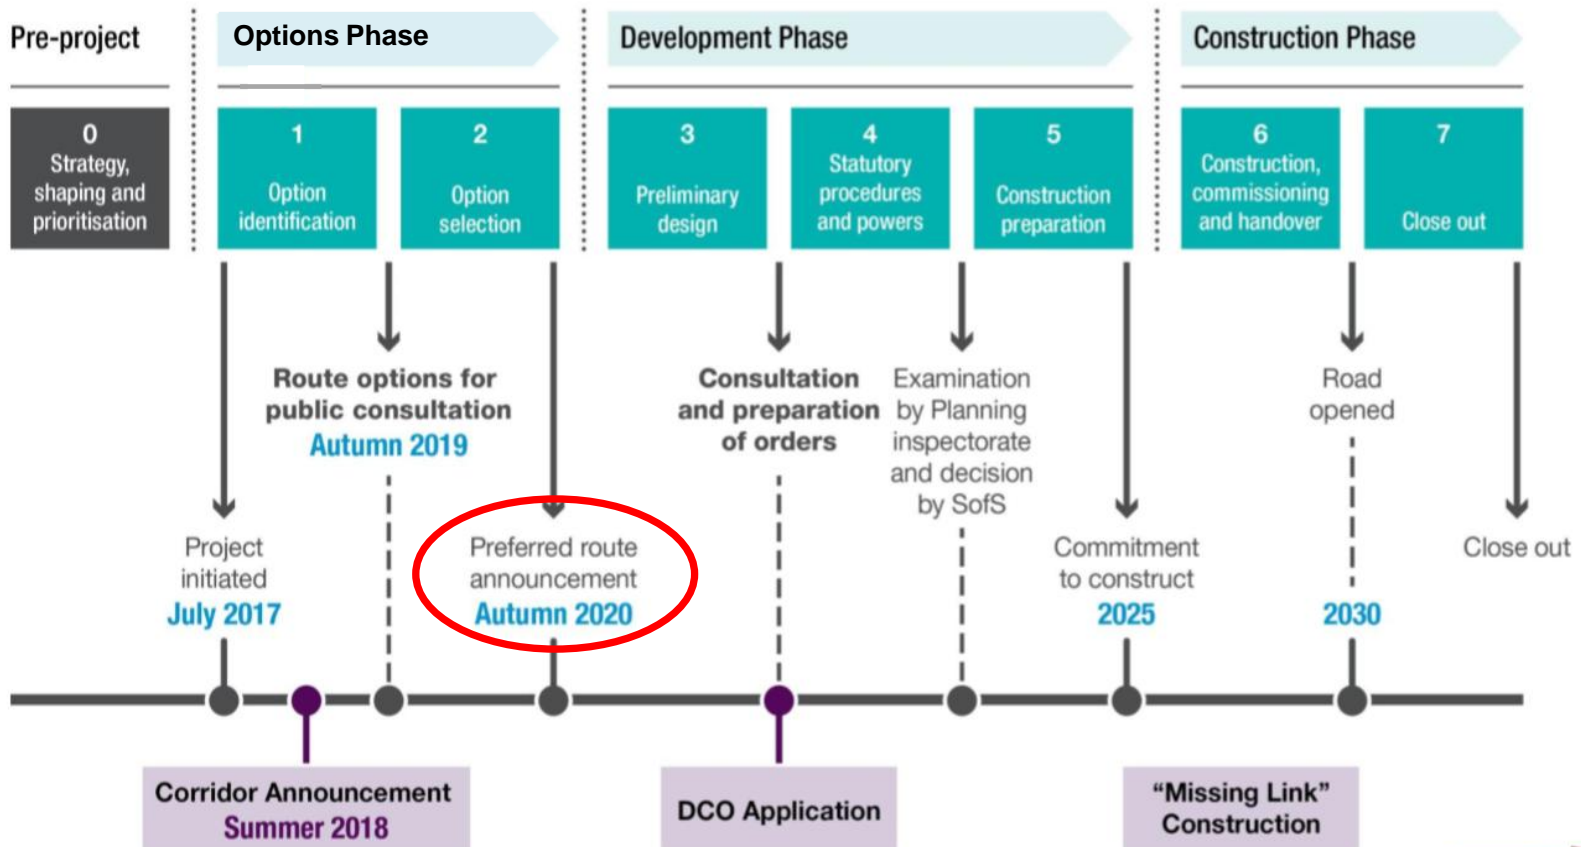 Pre-project
Options Phase
Development Phase
Construction Phase
0
Strategy,
shaping and
prioritisation
1
Option
identification
2
Option
selection
3
Preliminary
design
4
Statutory
procedures
and powers
5
Construction
preparation
6
Construction,
commissioning
and handover
7
Close out
Route options for
public consultation
Autumn 2019
Consultation
and preparation
of orders
Examination
by Planning
inspectorate
and decision
by SofS
Road
opened
Project
initiated
July 2017
Preferred route
announcement
Autumn 2020
Commitment
to construct
2025
2030
Close out
Corridor Announcement
Summer 2018
DCO Application
“Missing Link”
Construction